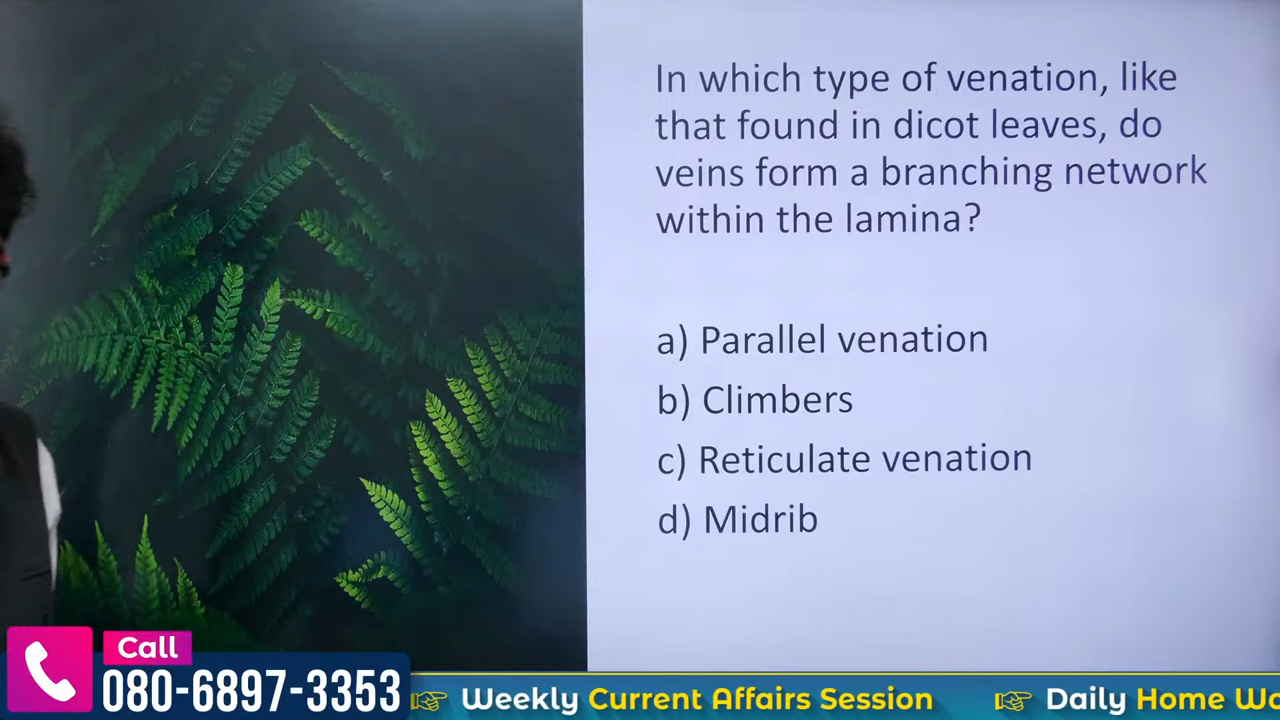 In which type of venation, like
that found in dicot leaves, do
veins form a branching network
within the lamina?
a) Parallel venation
b) Climbers
c) Reticulate venation
d) Midrib
Call
080-6897-3353
Weekly Current Affairs Session
Daily Home